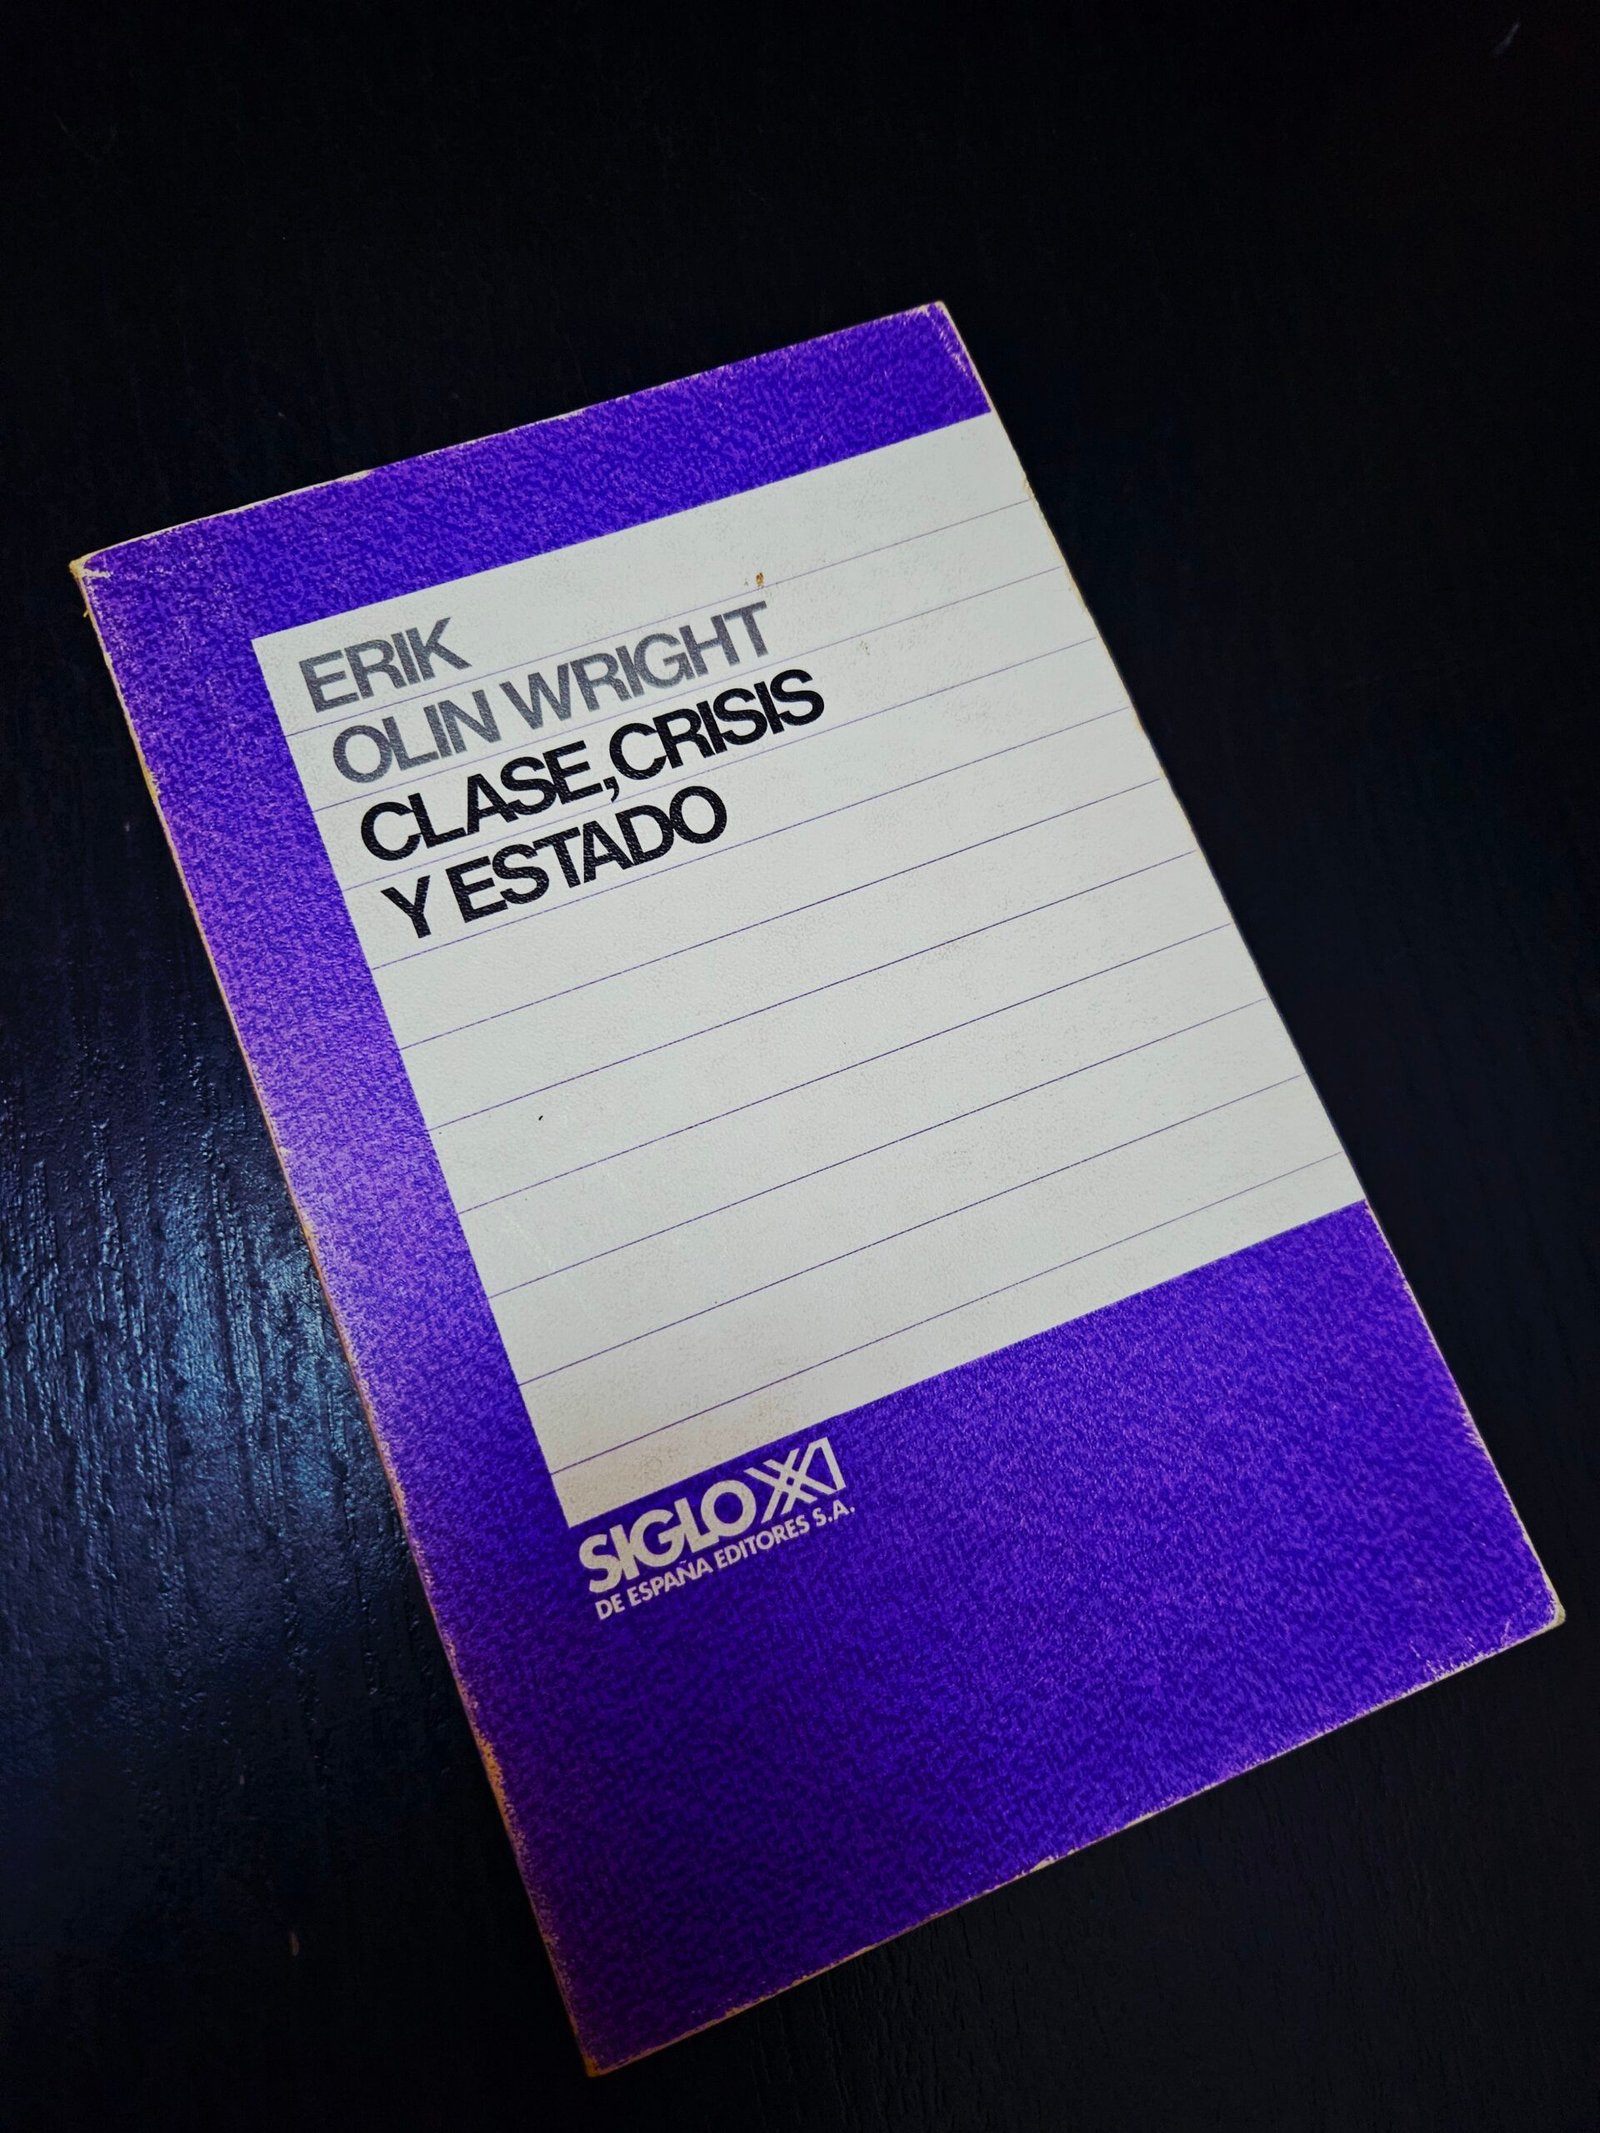 ERIK
OLIN WRIGHT
CLASE, CRISIS
Y ESTADO
SIGLO XXI
DE ESPAÑA EDITORES S.A.